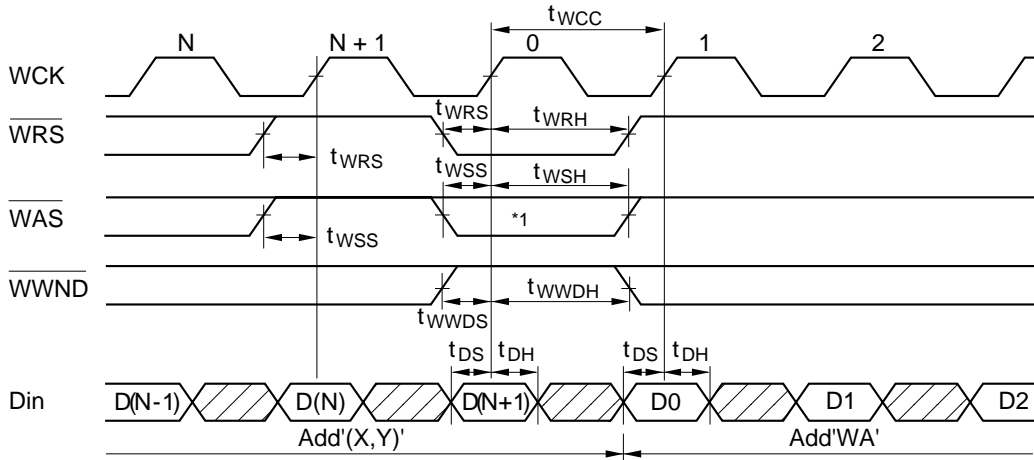 tWCC
N N + 1 0 1 2
WCK
tWRS tWRH
WRS
tWRS
tWSS tWSH
WAS
*1
tWSS
WWND
tWWDH
tWWDS
tDS tDH tDS tDH
Din D(N-1) D(N) D(N+1) D0 D1 D2
Add'(X,Y)' Add'WA'